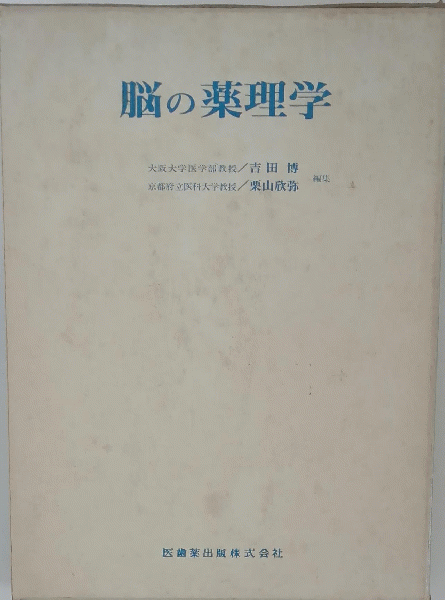 脳の薬理学
大阪大学医学部教授／吉田 博
京都府立医科大学教授／栗山欣弥
編集
医歯薬出版株式会社